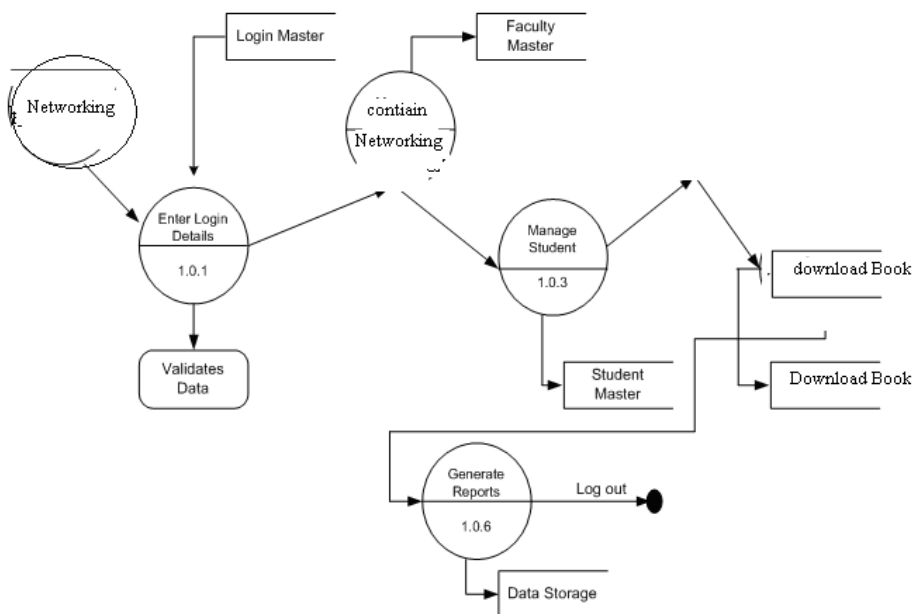 Login Master
Faculty
Master
Networking
contiain
Networking
Enter Login
Details
1.0.1
Manage
Student
1.0.3
download Book
Validates
Data
Student
Master
Download Book
Generate
Reports
1.0.6
Log out
Data Storage